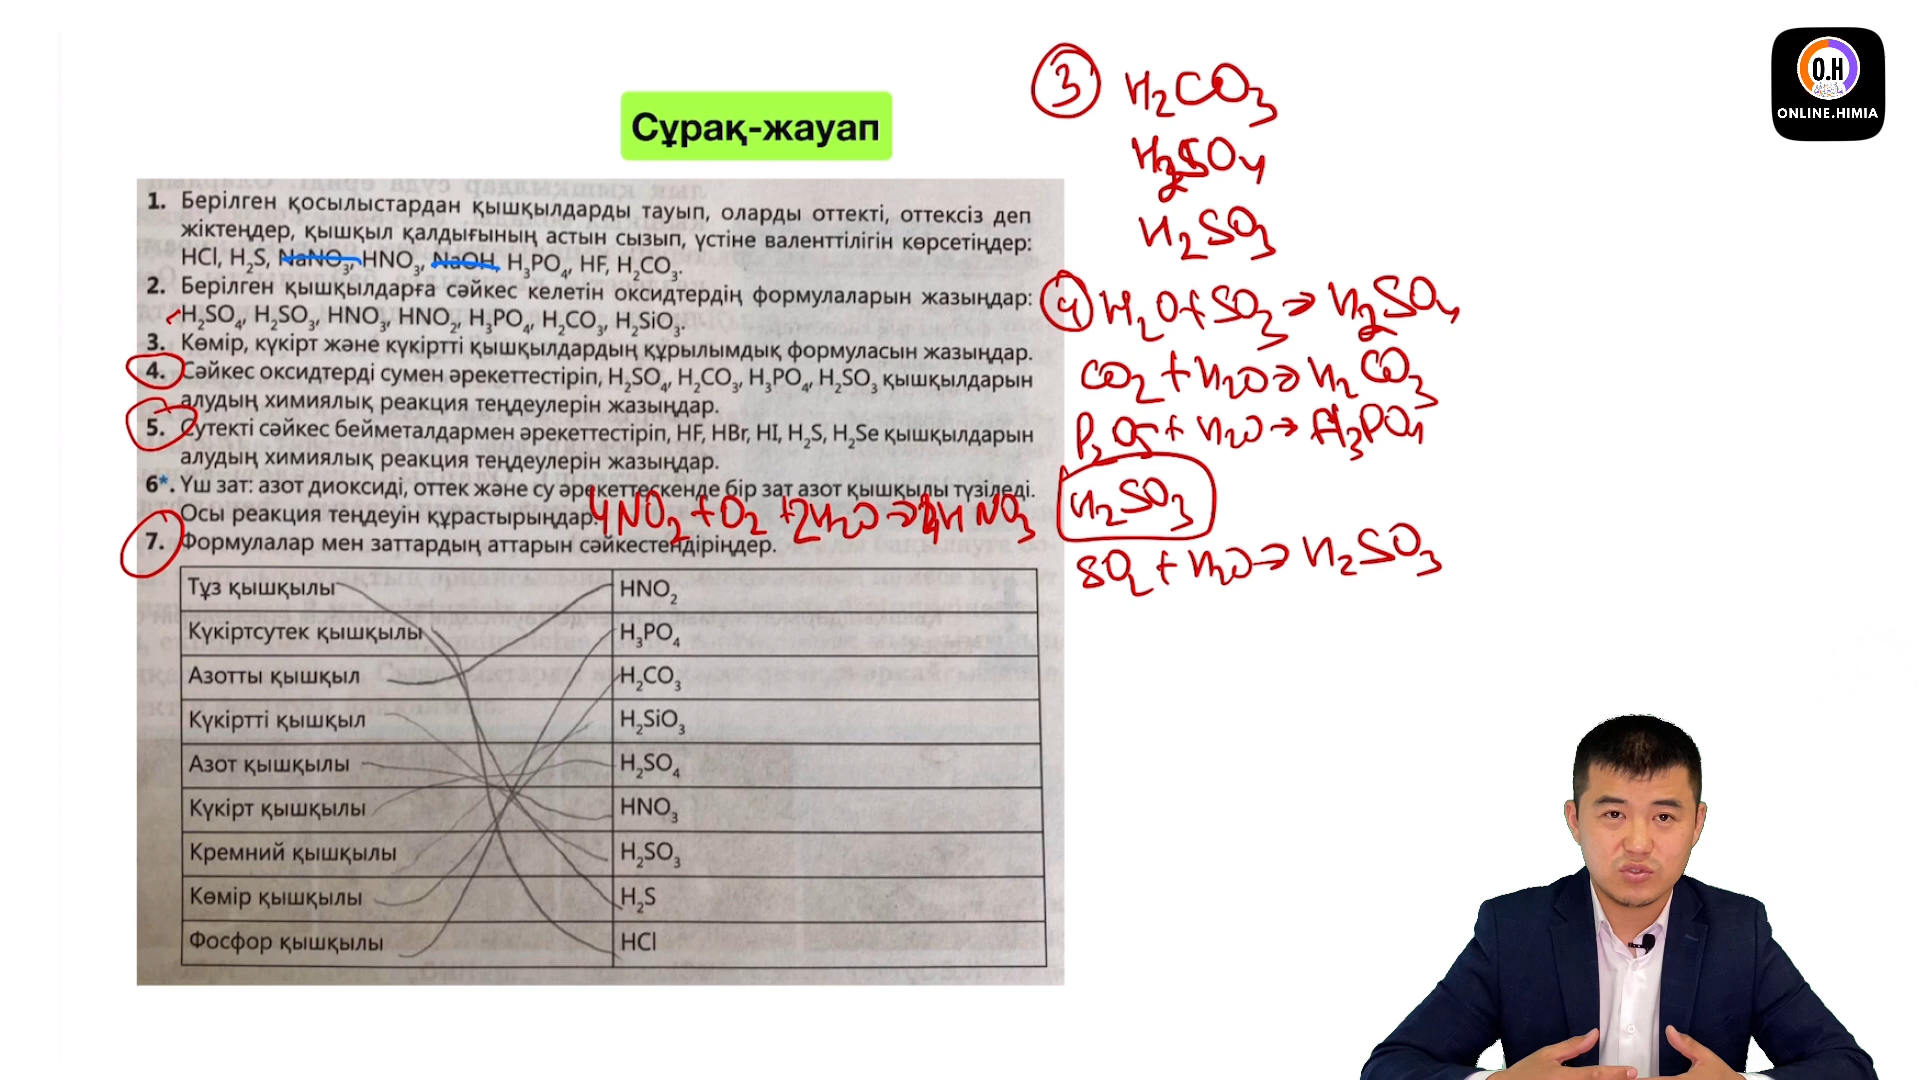 Сұрақ-жауап
O.H
ONLINE.HIMIA
1. Берілген қосылыстардан қышқылдарды тауып, оларды оттекті, оттексіз деп
жіктеңдер, қышқыл қалдығының астын сызып, үстіне валенттілігін көрсетіңдер:
HCl, H₂S, NaNO₃, HNO₃, NaOH, H₃PO₄, HF, H₂CO₃.
2. Берілген қышқылдарға сәйкес келетін оксидтердің формулаларын жазыңдар:
H₂SO₄, H₂SO₃, HNO₃, HNO₂, H₃PO₄, H₂CO₃, H₂SiO₃.
3. Көмір, күкірт және күкіртті қышқылдардың құрылымдық формуласын жазыңдар.
4. Сәйкес оксидтерді сумен әрекеттестіріп, H₂SO₄, H₂CO₃, H₃PO₄, H₂SO₃ қышқылдарын
алудың химиялық реакция теңдеулерін жазыңдар.
5. Сутекті сәйкес бейметалдармен әрекеттестіріп, HF, HBr, HI, H₂S, H₂Se қышқылдарын
алудың химиялық реакция теңдеулерін жазыңдар.
6*. Үш зат: азот диоксиді, оттек және су әрекеттескенде бір зат азот қышқылы түзіледі.
Осы реакция теңдеуін құрастырыңдар. 4NO₂ + O₂ + 2H₂O → 4HNO₃
7. Формулалар мен заттардың аттарын сәйкестендіріңдер.
Тұз қышқылы HNO₂
Күкіртсутек қышқылы H₃PO₄
Азотты қышқыл H₂CO₃
Күкіртті қышқыл H₂SiO₃
Азот қышқылы H₂SO₄
Күкірт қышқылы HNO₃
Кремний қышқылы H₂SO₃
Көмір қышқылы H₂S
Фосфор қышқылы HCl
3 H₂CO₃
H₂SO₄
H₂SO₃
4 H₂O + SO₃ → H₂SO₄
CO₂ + H₂O → H₂CO₃
P₂O₅ + H₂O → H₃PO₄
H₂SO₃
SO₂ + H₂O → H₂SO₃